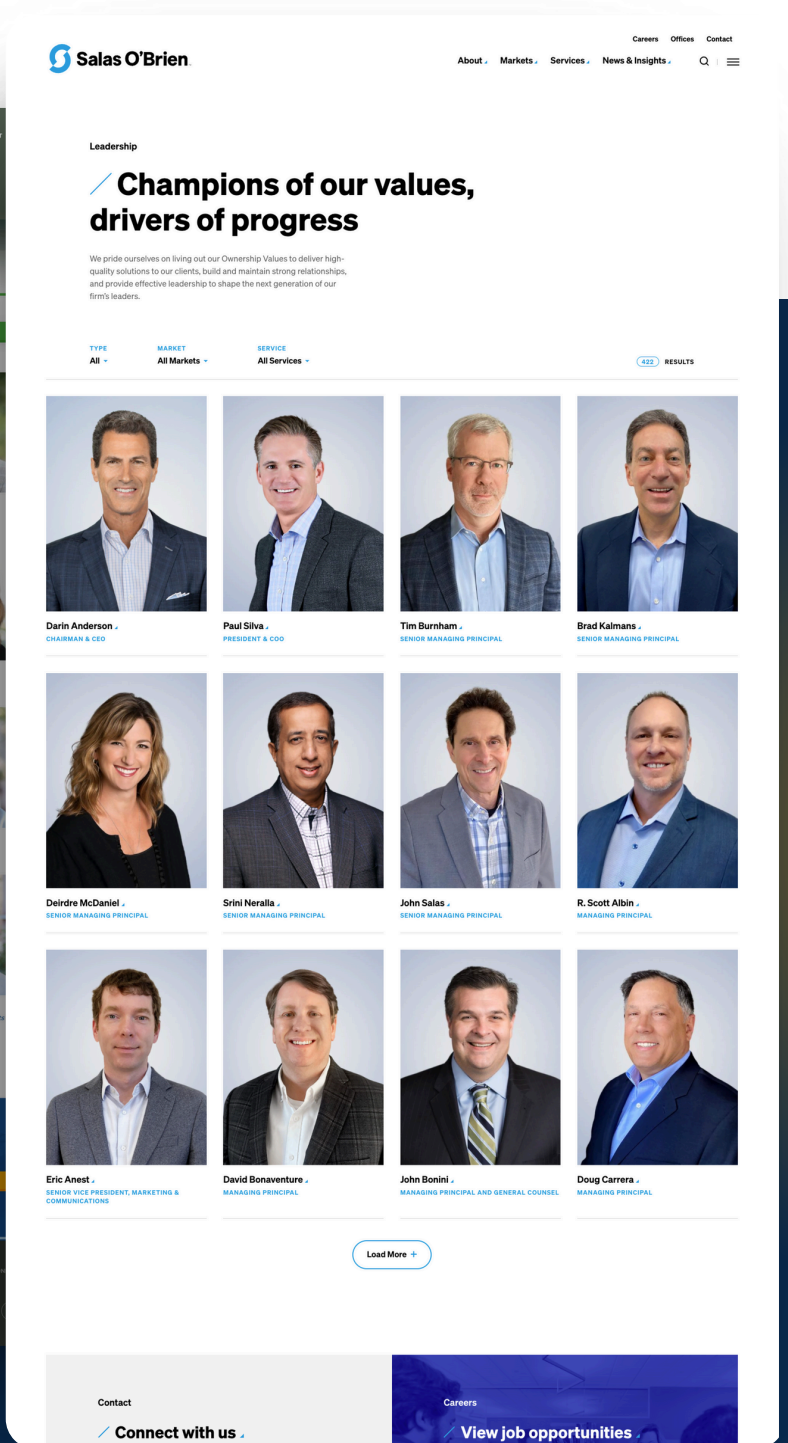 Careers Offices Contact
Salas O'Brien.
About Markets Services News & Insights
Leadership
Champions of our values,
drivers of progress
We pride ourselves on living out our Ownership Values to deliver high-
quality solutions to our clients, build and maintain strong relationships,
and provide effective leadership to shape the next generation of our
firm's leaders.
TYPE MARKET SERVICE
All All Markets All Services 422 RESULTS
Darin Anderson Paul Silva Tim Burnham Brad Kalmans
CHAIRMAN & CEO PRESIDENT & COO SENIOR MANAGING PRINCIPAL SENIOR MANAGING PRINCIPAL
Deirdre McDaniel Srini Neralla John Salas R. Scott Albin
SENIOR MANAGING PRINCIPAL SENIOR MANAGING PRINCIPAL SENIOR MANAGING PRINCIPAL MANAGING PRINCIPAL
Eric Anest David Bonaventure John Bonini Doug Carrera
SENIOR VICE PRESIDENT, MARKETING & MANAGING PRINCIPAL MANAGING PRINCIPAL AND GENERAL COUNSEL MANAGING PRINCIPAL
COMMUNICATIONS
Load More +
Contact Careers
Connect with us View job opportunities